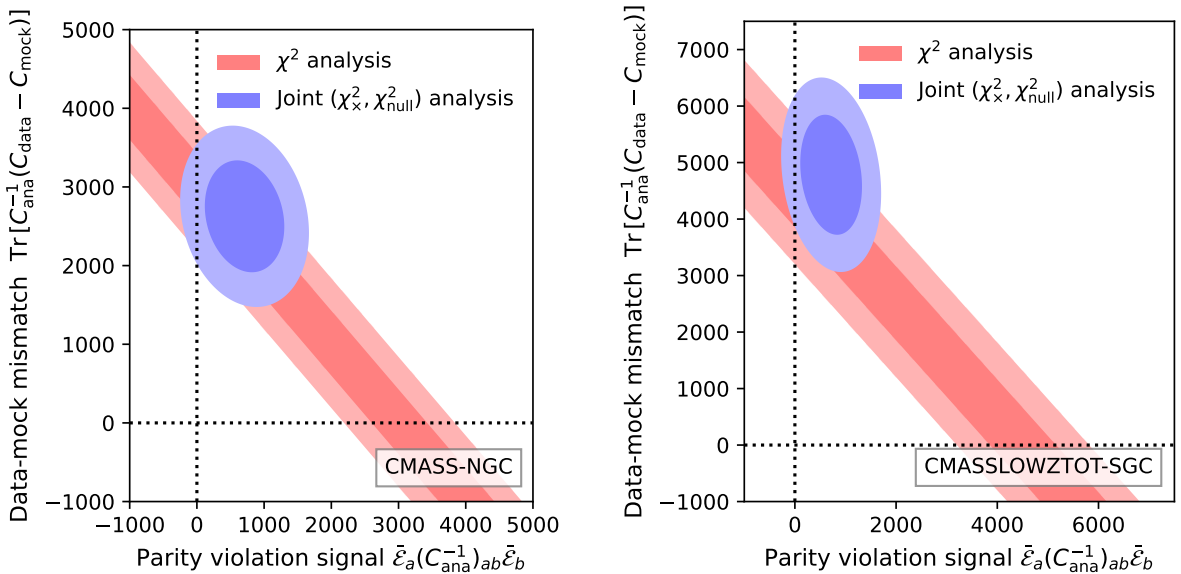 Data-mock mismatch Tr[C_ana^{-1}(C_data − C_mock)]
5000
4000
3000
2000
1000
0
−1000
χ² analysis
Joint (χ²_×, χ²_null) analysis
CMASS-NGC
−1000 0 1000 2000 3000 4000 5000
Parity violation signal ℰ̄_a(C_ana^{-1})_{ab}ℰ̄_b
Data-mock mismatch Tr[C_ana^{-1}(C_data − C_mock)]
7000
6000
5000
4000
3000
2000
1000
0
−1000
χ² analysis
Joint (χ²_×, χ²_null) analysis
CMASSLOWZTOT-SGC
0 2000 4000 6000
Parity violation signal ℰ̄_a(C_ana^{-1})_{ab}ℰ̄_b